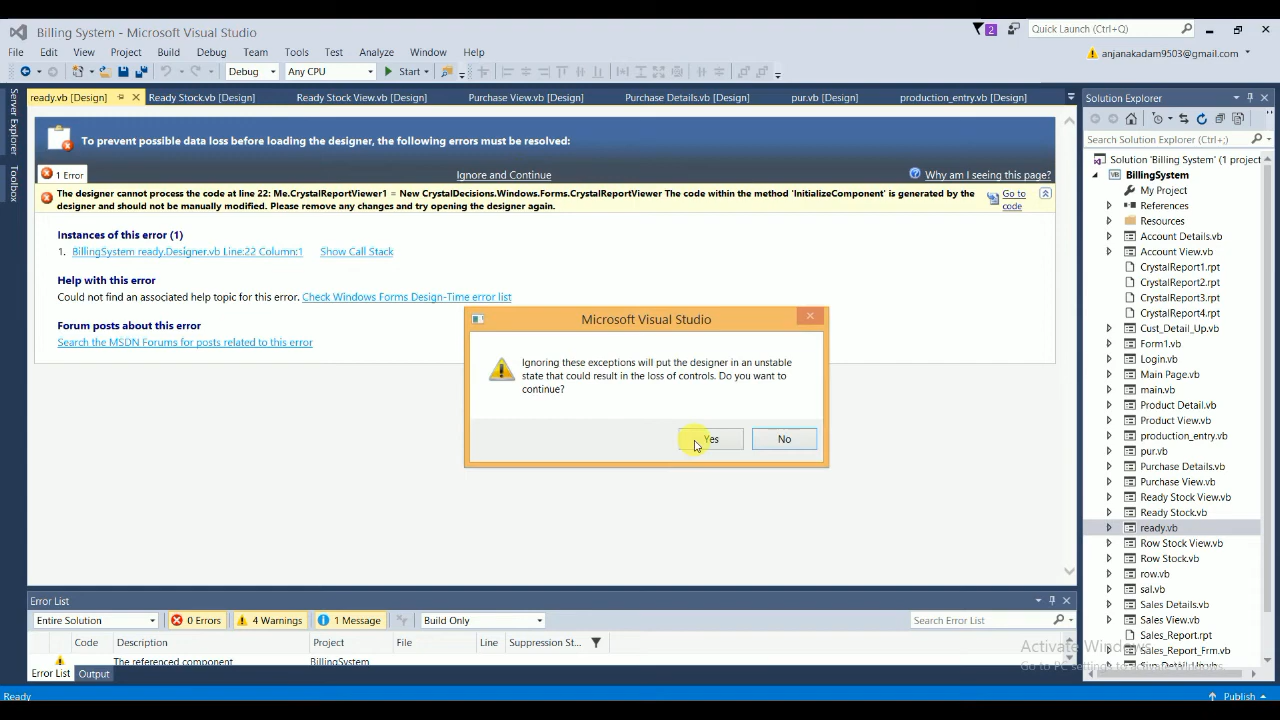 Billing System - Microsoft Visual Studio
2
Quick Launch (Ctrl+Q)
File Edit View Project Build Debug Team Tools Test Analyze Window Help
anjanakadam9503@gmail.com
Debug Any CPU Start
ready.vb [Design] Ready Stock.vb [Design] Ready Stock View.vb [Design] Purchase View.vb [Design] Purchase Details.vb [Design] pur.vb [Design] production_entry.vb [Design]
Server Explorer
Toolbox
To prevent possible data loss before loading the designer, the following errors must be resolved:
1 Error
Ignore and Continue
Why am I seeing this page?
The designer cannot process the code at line 22: Me.CrystalReportViewer1 = New CrystalDecisions.Windows.Forms.CrystalReportViewer The code within the method 'InitializeComponent' is generated by the
designer and should not be manually modified. Please remove any changes and try opening the designer again.
Go to
code
Instances of this error (1)
1. BillingSystem ready.Designer.vb Line:22 Column:1 Show Call Stack
Help with this error
Could not find an associated help topic for this error. Check Windows Forms Design-Time error list
Forum posts about this error
Search the MSDN Forums for posts related to this error
Microsoft Visual Studio
Ignoring these exceptions will put the designer in an unstable
state that could result in the loss of controls. Do you want to
continue?
Yes No
Solution Explorer
Search Solution Explorer (Ctrl+;)
Solution 'Billing System' (1 project
BillingSystem
My Project
References
Resources
Account Details.vb
Account View.vb
CrystalReport1.rpt
CrystalReport2.rpt
CrystalReport3.rpt
CrystalReport4.rpt
Cust_Detail_Up.vb
Form1.vb
Login.vb
Main Page.vb
main.vb
Product Detail.vb
Product View.vb
production_entry.vb
pur.vb
Purchase Details.vb
Purchase View.vb
Ready Stock View.vb
Ready Stock.vb
ready.vb
Row Stock View.vb
Row Stock.vb
row.vb
sal.vb
Sales Details.vb
Sales View.vb
Sales_Report.rpt
Sales_Report_Frm.vb
Error List
Entire Solution 0 Errors 4 Warnings 1 Message Build Only Search Error List
Code Description Project File Line Suppression St...
The referenced component BillingSystem
Error List Output
Activate Windows
Go to PC settings to activate Windows.
Ready
Publish